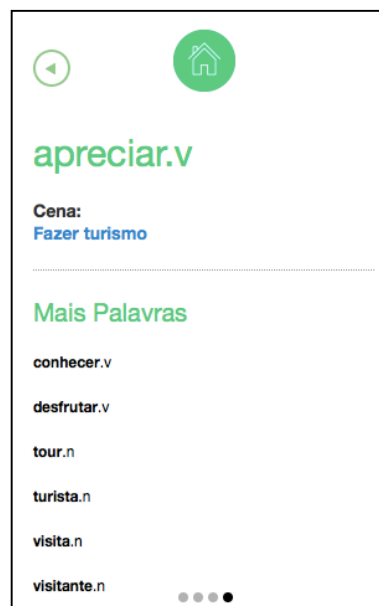 apreciar.v
Cena:
Fazer turismo
Mais Palavras
conhecer.v
desfrutar.v
tour.n
turista.n
visita.n
visitante.n